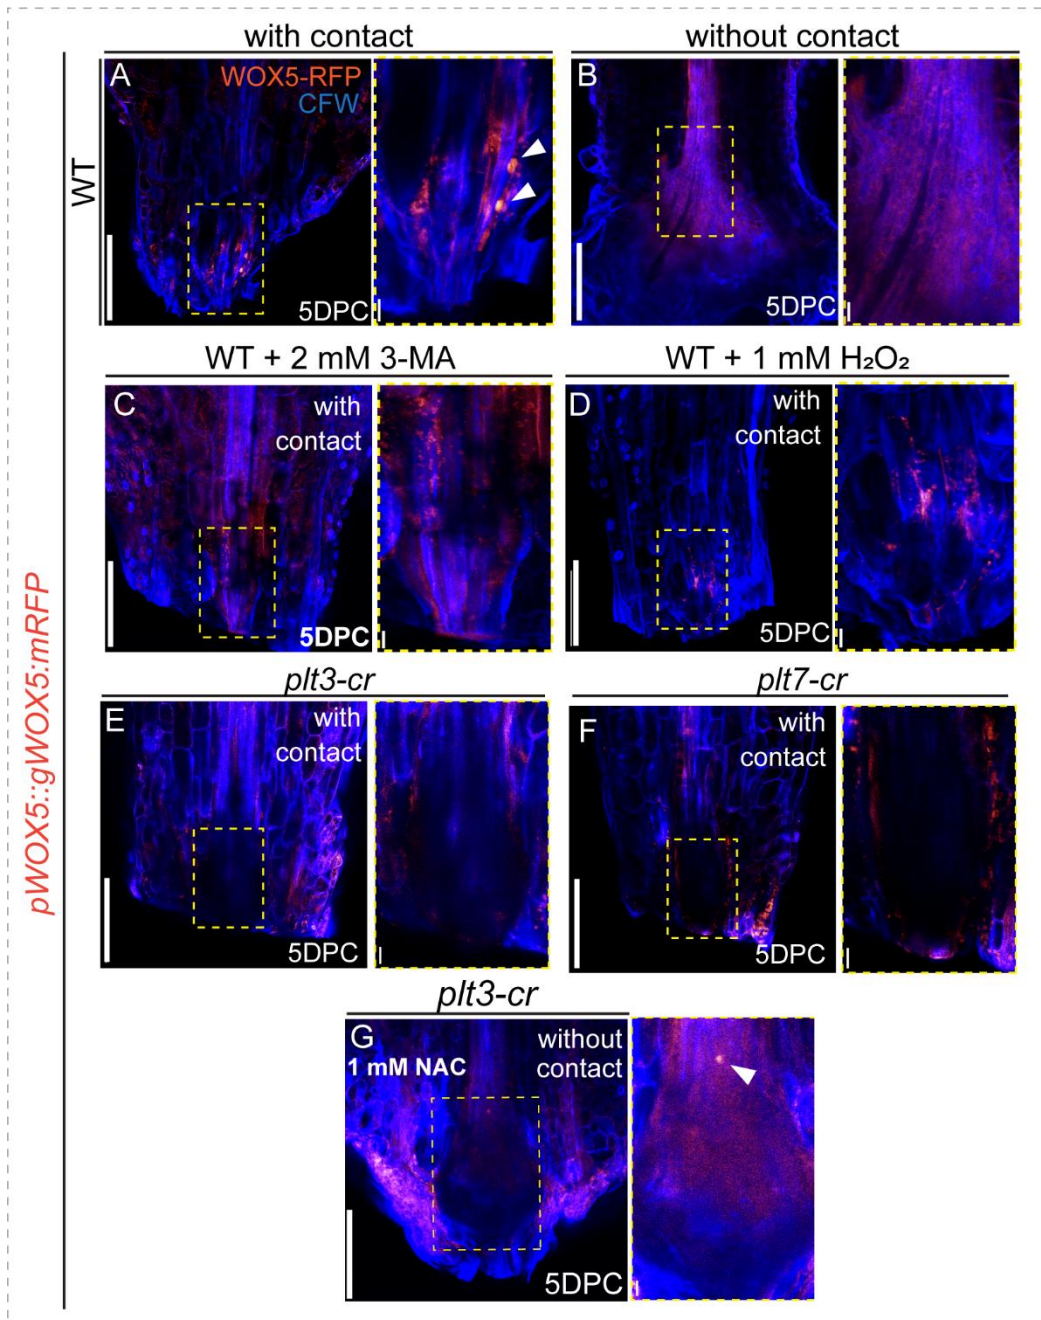 with contact
without contact
WT
A
WOX5-RFP
CFW
5DPC
B
5DPC
WT + 2 mM 3-MA
WT + 1 mM H₂O₂
C
with
contact
5DPC
D
with
contact
5DPC
plt3-cr
plt7-cr
E
with
contact
5DPC
F
with
contact
5DPC
plt3-cr
G
without
contact
1 mM NAC
5DPC
pWOX5::gWOX5:mRFP